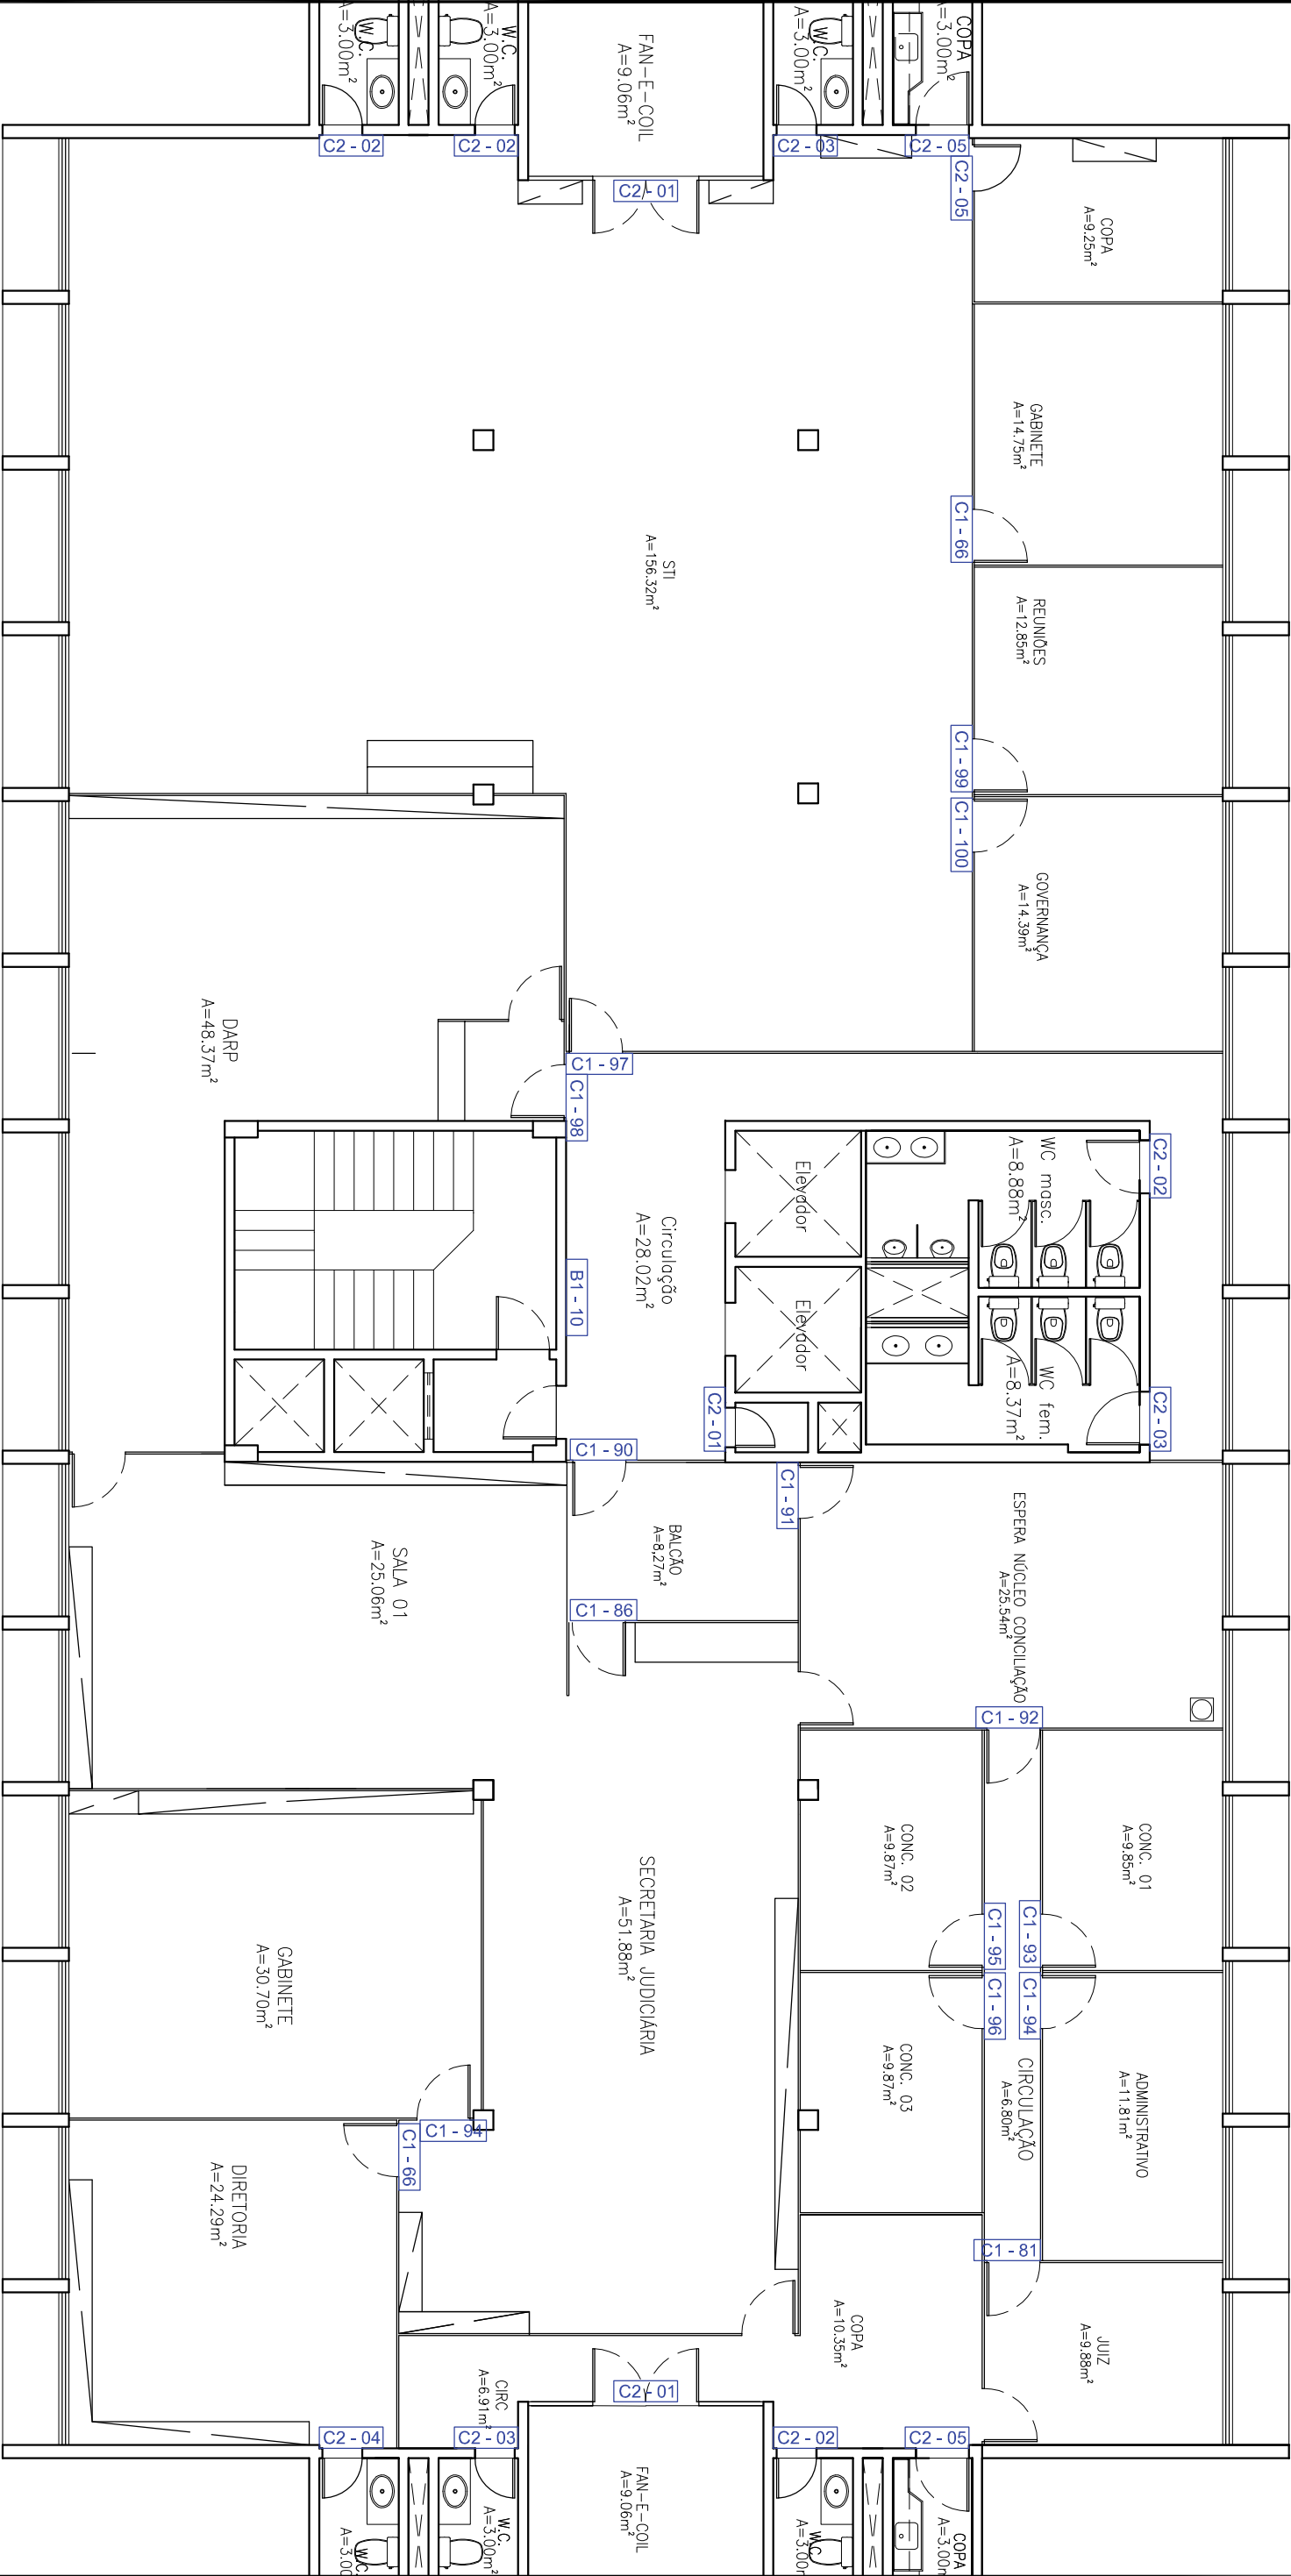 W.C.
A=3.00m²
W.C.
A=3.00m²
FAN-E-COIL
A=9.06m²
W.C.
A=3.00m²
COPA
A=3.00m²
C2 - 02
C2 - 02
C2 - 01
C2 - 03
C2 - 05
C2 - 05
COPA
A=9.25m²
GABINETE
A=14.75m²
C1 - 66
STI
A=156.32m²
REUNIÕES
A=12.85m²
C1 - 99
C1 - 100
GOVERNANÇA
A=14.39m²
DARP
A=48.37m²
C1 - 97
C1 - 98
C2 - 02
WC masc.
A=8.88m²
Elevador
Circulação
A=28.02m²
B1 - 10
Elevador
WC fem.
A=8.37m²
C2 - 01
C2 - 03
C1 - 90
C1 - 91
BALCÃO
A=8,27m²
ESPERA NÚCLEO CONCILIAÇÃO
A=25.54m²
SALA 01
A=25.06m²
C1 - 86
C1 - 92
CONC. 02
A=9.87m²
CONC. 01
A=9.85m²
SECRETARIA JUDICIÁRIA
A=51.88m²
C1 - 95
C1 - 93
C1 - 96
C1 - 94
GABINETE
A=30.70m²
CONC. 03
A=9.87m²
CIRCULAÇÃO
A=6.80m²
ADMINISTRATIVO
A=11.81m²
C1 - 94
C1 - 66
DIRETORIA
A=24.29m²
C1 - 81
COPA
A=10.35m²
JUIZ
A=9.88m²
CIRC
A=6.91m²
C2 - 01
C2 - 04
C2 - 03
C2 - 02
C2 - 05
W.C.
A=3.00
W.C.
A=3.00m²
FAN-E-COIL
A=9.06m²
W.C.
A=3.00m
COPA
A=3.00m